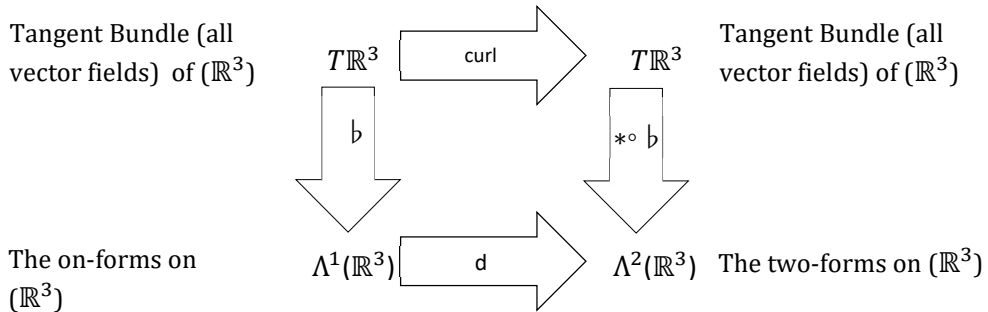 Tangent Bundle (all
vector fields) of (ℝ³)
Tℝ³
curl
Tℝ³
Tangent Bundle (all
vector fields) of (ℝ³)
♭
*∘ ♭
The on-forms on
(ℝ³)
Λ¹(ℝ³)
d
Λ²(ℝ³)
The two-forms on (ℝ³)